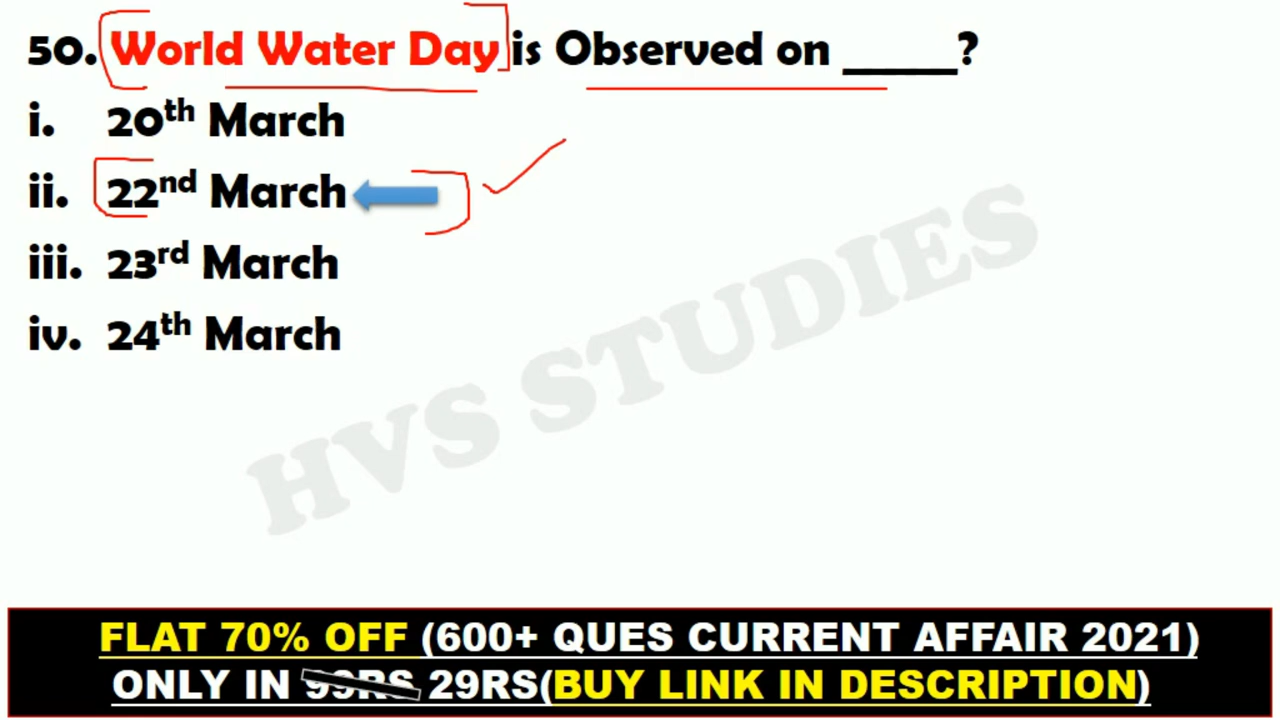 50. World Water Day is Observed on _____?
i. 20th March
ii. 22nd March
iii. 23rd March
iv. 24th March
HVS STUDIES
FLAT 70% OFF (600+ QUES CURRENT AFFAIR 2021)
ONLY IN 99RS 29RS(BUY LINK IN DESCRIPTION)